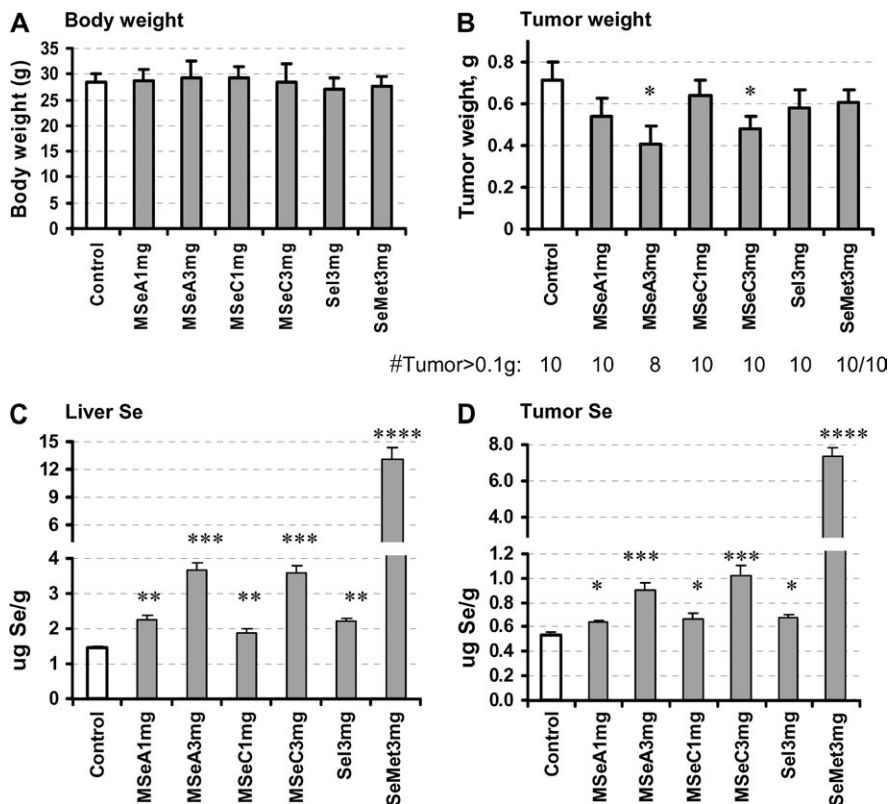 A Body weight
Body weight (g)
40
35
30
25
20
15
10
5
0
Control
MSeA1mg
MSeA3mg
MSeC1mg
MSeC3mg
Sel3mg
SeMet3mg
B Tumor weight
Tumor weight, g
0.8
0.6
0.4
0.2
0
* *
Control
MSeA1mg
MSeA3mg
MSeC1mg
MSeC3mg
Sel3mg
SeMet3mg
#Tumor>0.1g: 10 10 8 10 10 10 10/10
C Liver Se
ug Se/g
15
12
9
6
4
3
2
1
0
** *** ** *** ** ****
Control
MSeA1mg
MSeA3mg
MSeC1mg
MSeC3mg
Sel3mg
SeMet3mg
D Tumor Se
ug Se/g
8.0
6.0
4.0
2.0
1.2
1.0
0.8
0.6
0.4
0.2
0.0
* *** * *** * ****
Control
MSeA1mg
MSeA3mg
MSeC1mg
MSeC3mg
Sel3mg
SeMet3mg